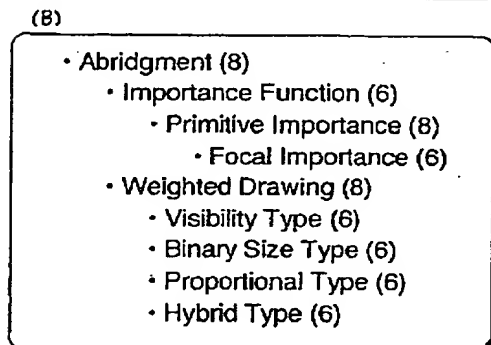 (B)
• Abridgment (8)
• Importance Function (6)
• Primitive Importance (8)
• Focal Importance (6)
• Weighted Drawing (8)
• Visibility Type (6)
• Binary Size Type (6)
• Proportional Type (6)
• Hybrid Type (6)